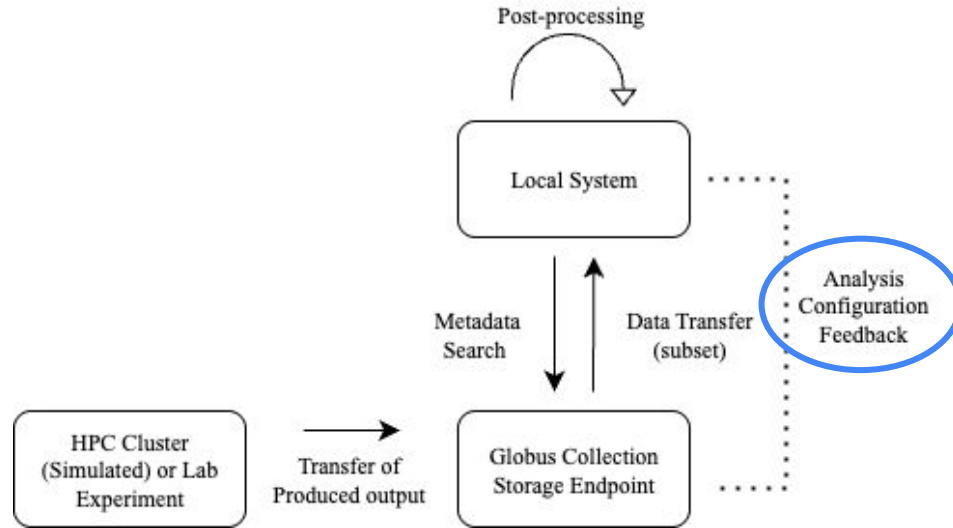 Post-processing
Local System
Metadata
Search
Data Transfer
(subset)
Analysis
Configuration
Feedback
HPC Cluster
(Simulated) or Lab
Experiment
Transfer of
Produced output
Globus Collection
Storage Endpoint